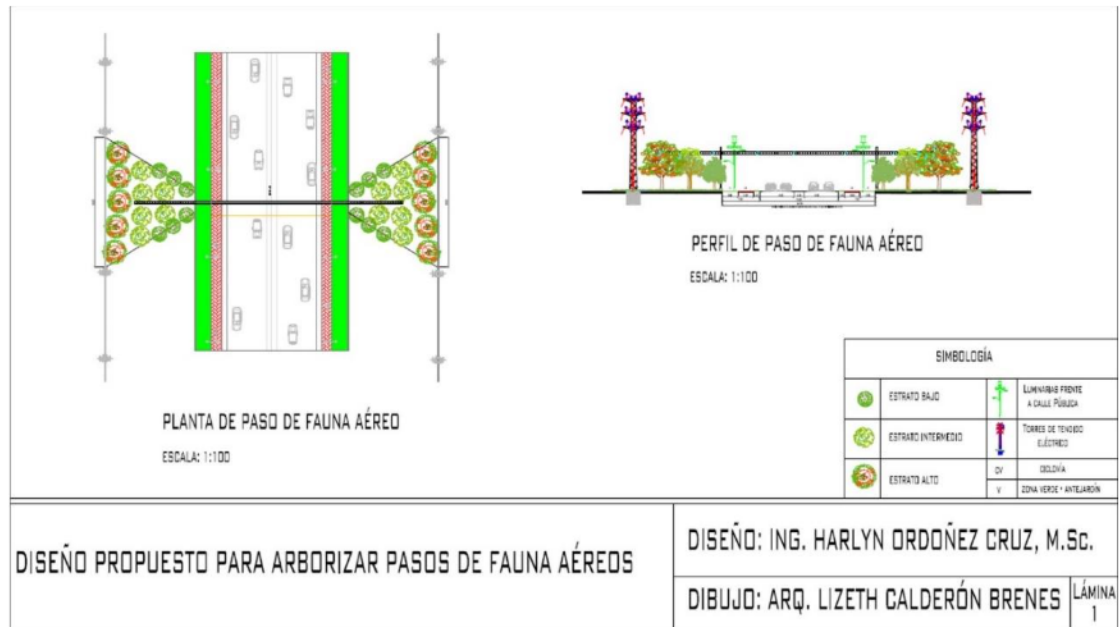 PLANTA DE PASO DE FAUNA AÉREO
ESCALA: 1:100
PERFIL DE PASO DE FAUNA AÉREO
ESCALA: 1:100
SIMBOLOGÍA
ESTRATO BAJO
LUMINARIAS FRENTE
A CALLE PÚBLICA
ESTRATO INTERMEDIO
TORRES DE TENDIDO
ELÉCTRICO
ESTRATO ALTO
CV CICLOVÍA
V ZONA VERDE Y ANTEJARDÍN
DISEÑO PROPUESTO PARA ARBORIZAR PASOS DE FAUNA AÉREOS
DISEÑO: ING. HARLYN ORDOÑEZ CRUZ, M.Sc.
DIBUJO: ARQ. LIZETH CALDERÓN BRENES
LÁMINA
1